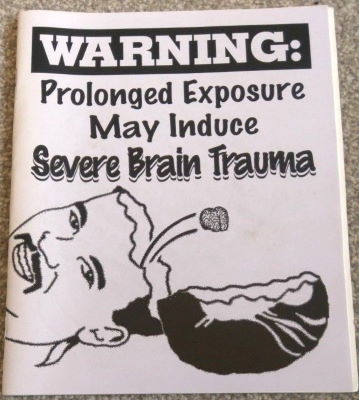 WARNING:
Prolonged Exposure
May Induce
Severe Brain Trauma